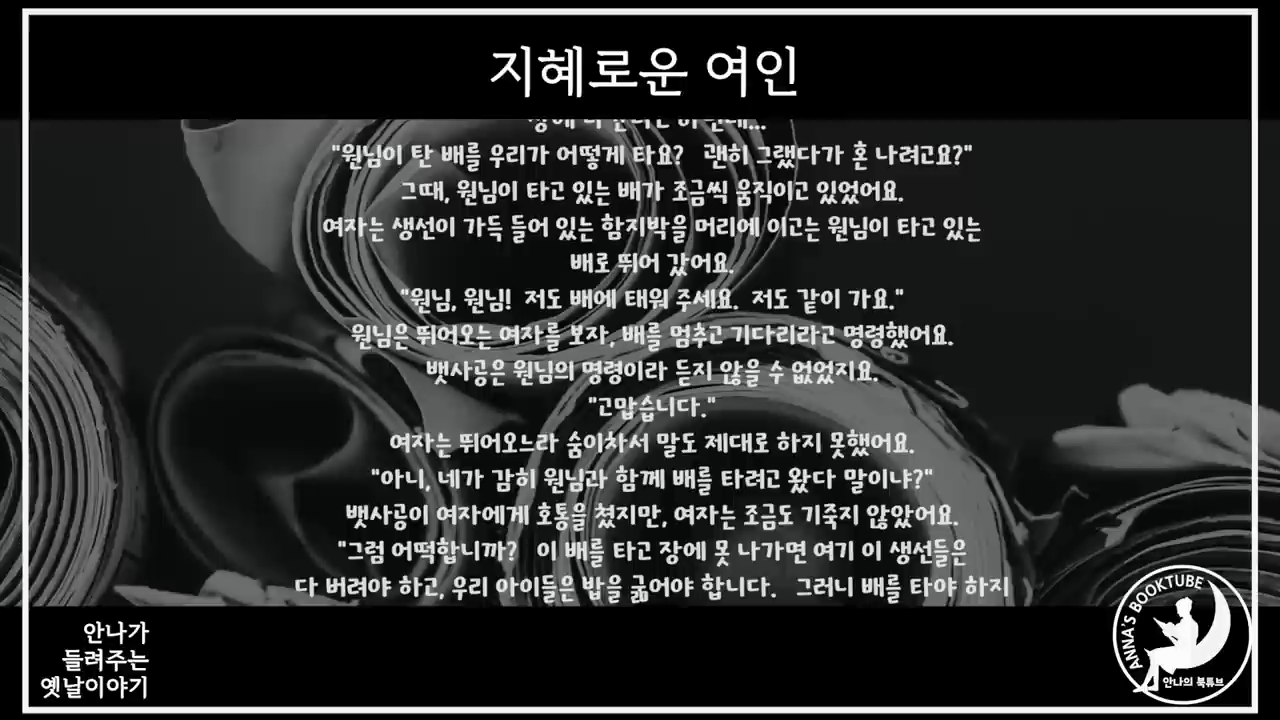 지혜로운 여인
"원님이 탄 배를 우리가 어떻게 타요? 괜히 그랬다가 혼 나려고요?"
그때, 원님이 타고 있는 배가 조금씩 움직이고 있었어요.
여자는 생선이 가득 들어 있는 함지박을 머리에 이고는 원님이 타고 있는
배로 뛰어 갔어요.
"원님, 원님! 저도 배에 태워 주세요. 저도 같이 가요."
원님은 뛰어오는 여자를 보자, 배를 멈추고 기다리라고 명령했어요.
뱃사공은 원님의 명령이라 듣지 않을 수 없었지요.
"고맙습니다."
여자는 뛰어오느라 숨이차서 말도 제대로 하지 못했어요.
"아니, 네가 감히 원님과 함께 배를 타려고 왔다 말이냐?"
뱃사공이 여자에게 호통을 쳤지만, 여자는 조금도 기죽지 않았어요.
"그럼 어떡합니까? 이 배를 타고 장에 못 나가면 여기 이 생선들은
다 버려야 하고, 우리 아이들은 밥을 굶어야 합니다. 그러니 배를 타야 하지
안나가
들려주는
옛날이야기
ANNA'S BOOKTUBE
안나의 북튜브